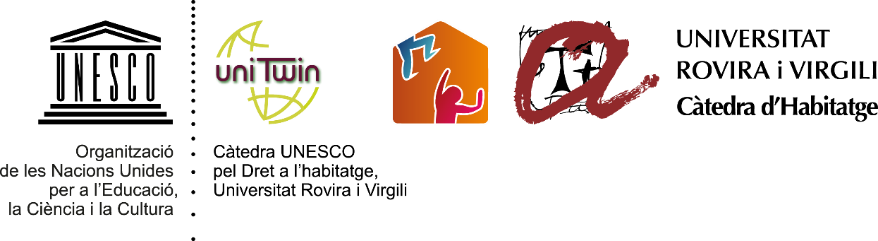 UNESCO
Organització
de les Nacions Unides
per a l'Educació,
la Ciència i la Cultura
uniTwin
Càtedra UNESCO
pel Dret a l'habitatge,
Universitat Rovira i Virgili
UNIVERSITAT
ROVIRA i VIRGILI
Càtedra d'Habitatge